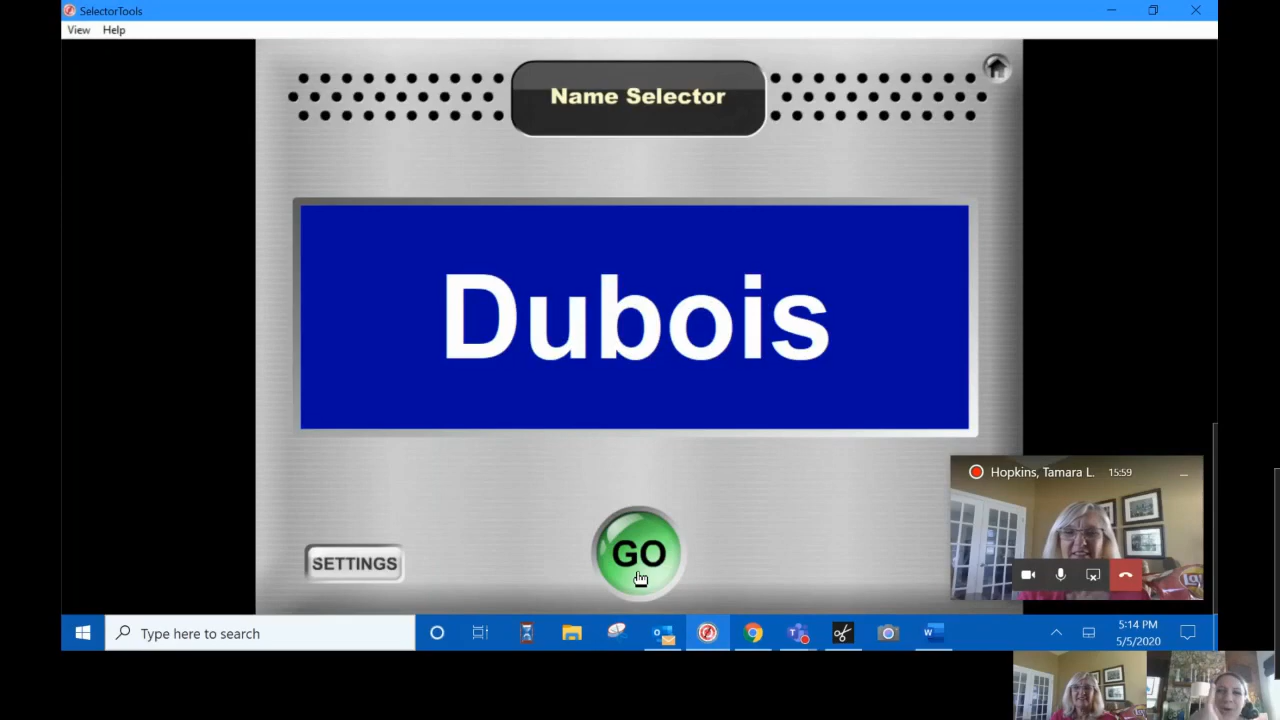 SelectorTools
View Help
Name Selector
Dubois
Hopkins, Tamara L. 15:59
GO
SETTINGS
Type here to search
5:14 PM
5/5/2020